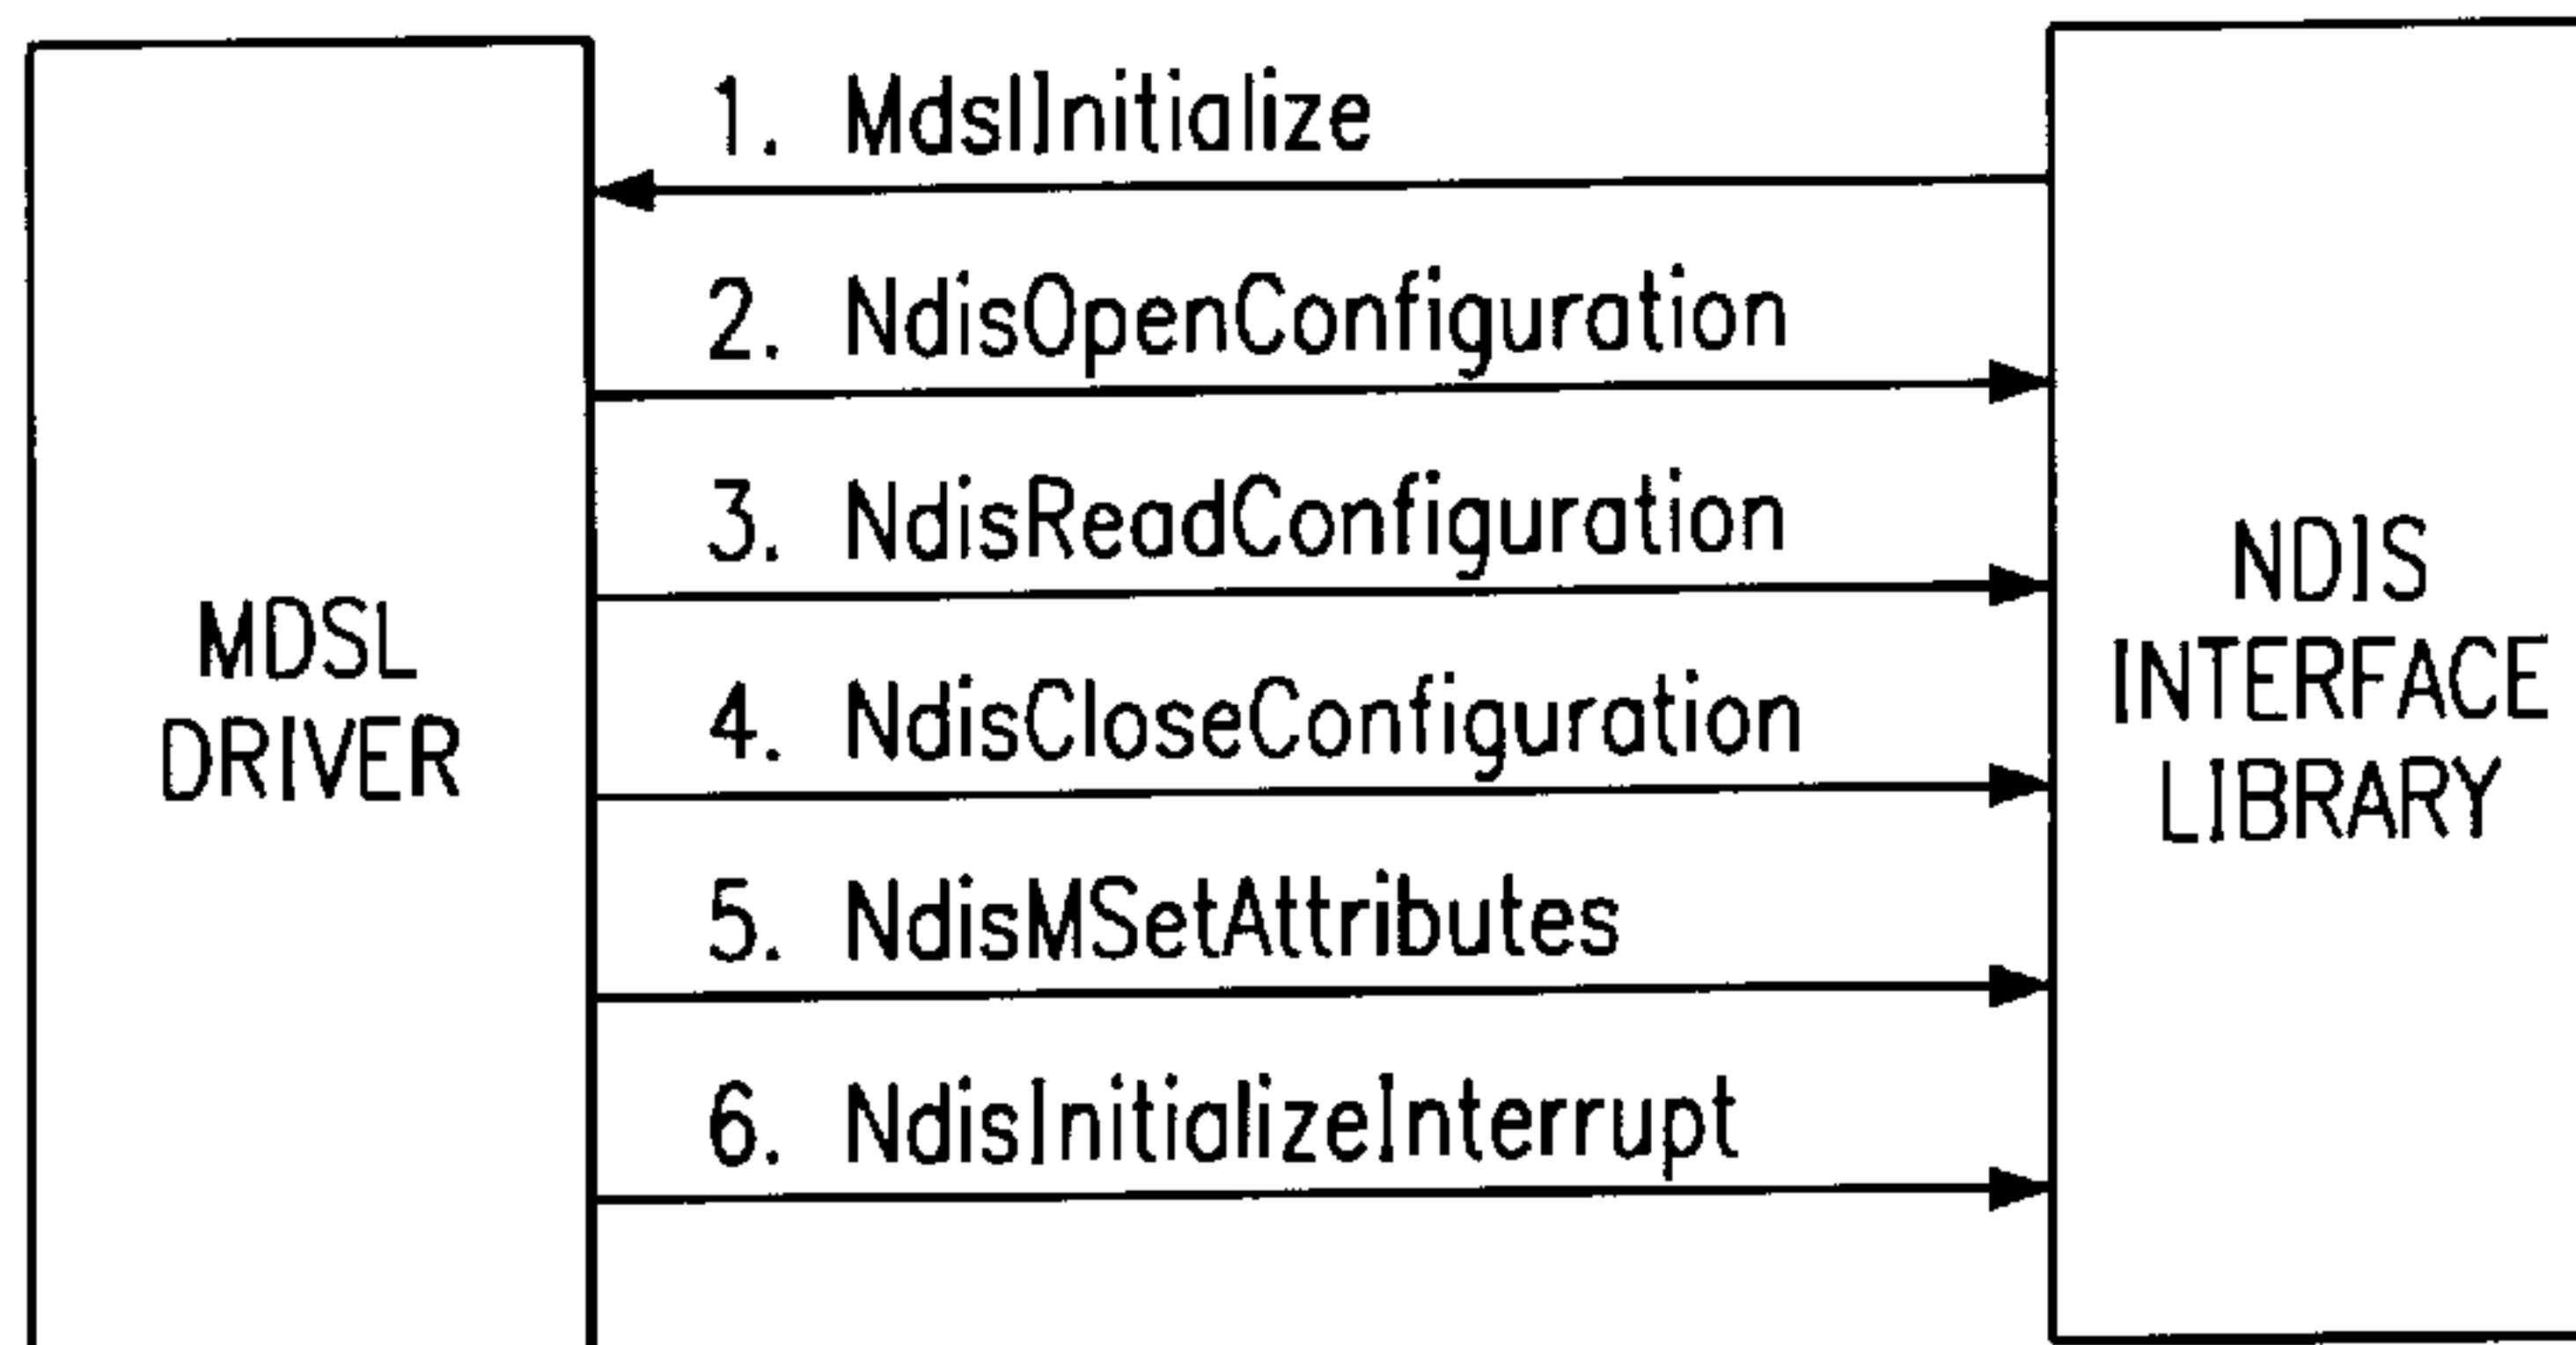 1. MdslInitialize
2. NdisOpenConfiguration
3. NdisReadConfiguration
4. NdisCloseConfiguration
5. NdisMSetAttributes
6. NdisInitializeInterrupt
MDSL
DRIVER
NDIS
INTERFACE
LIBRARY